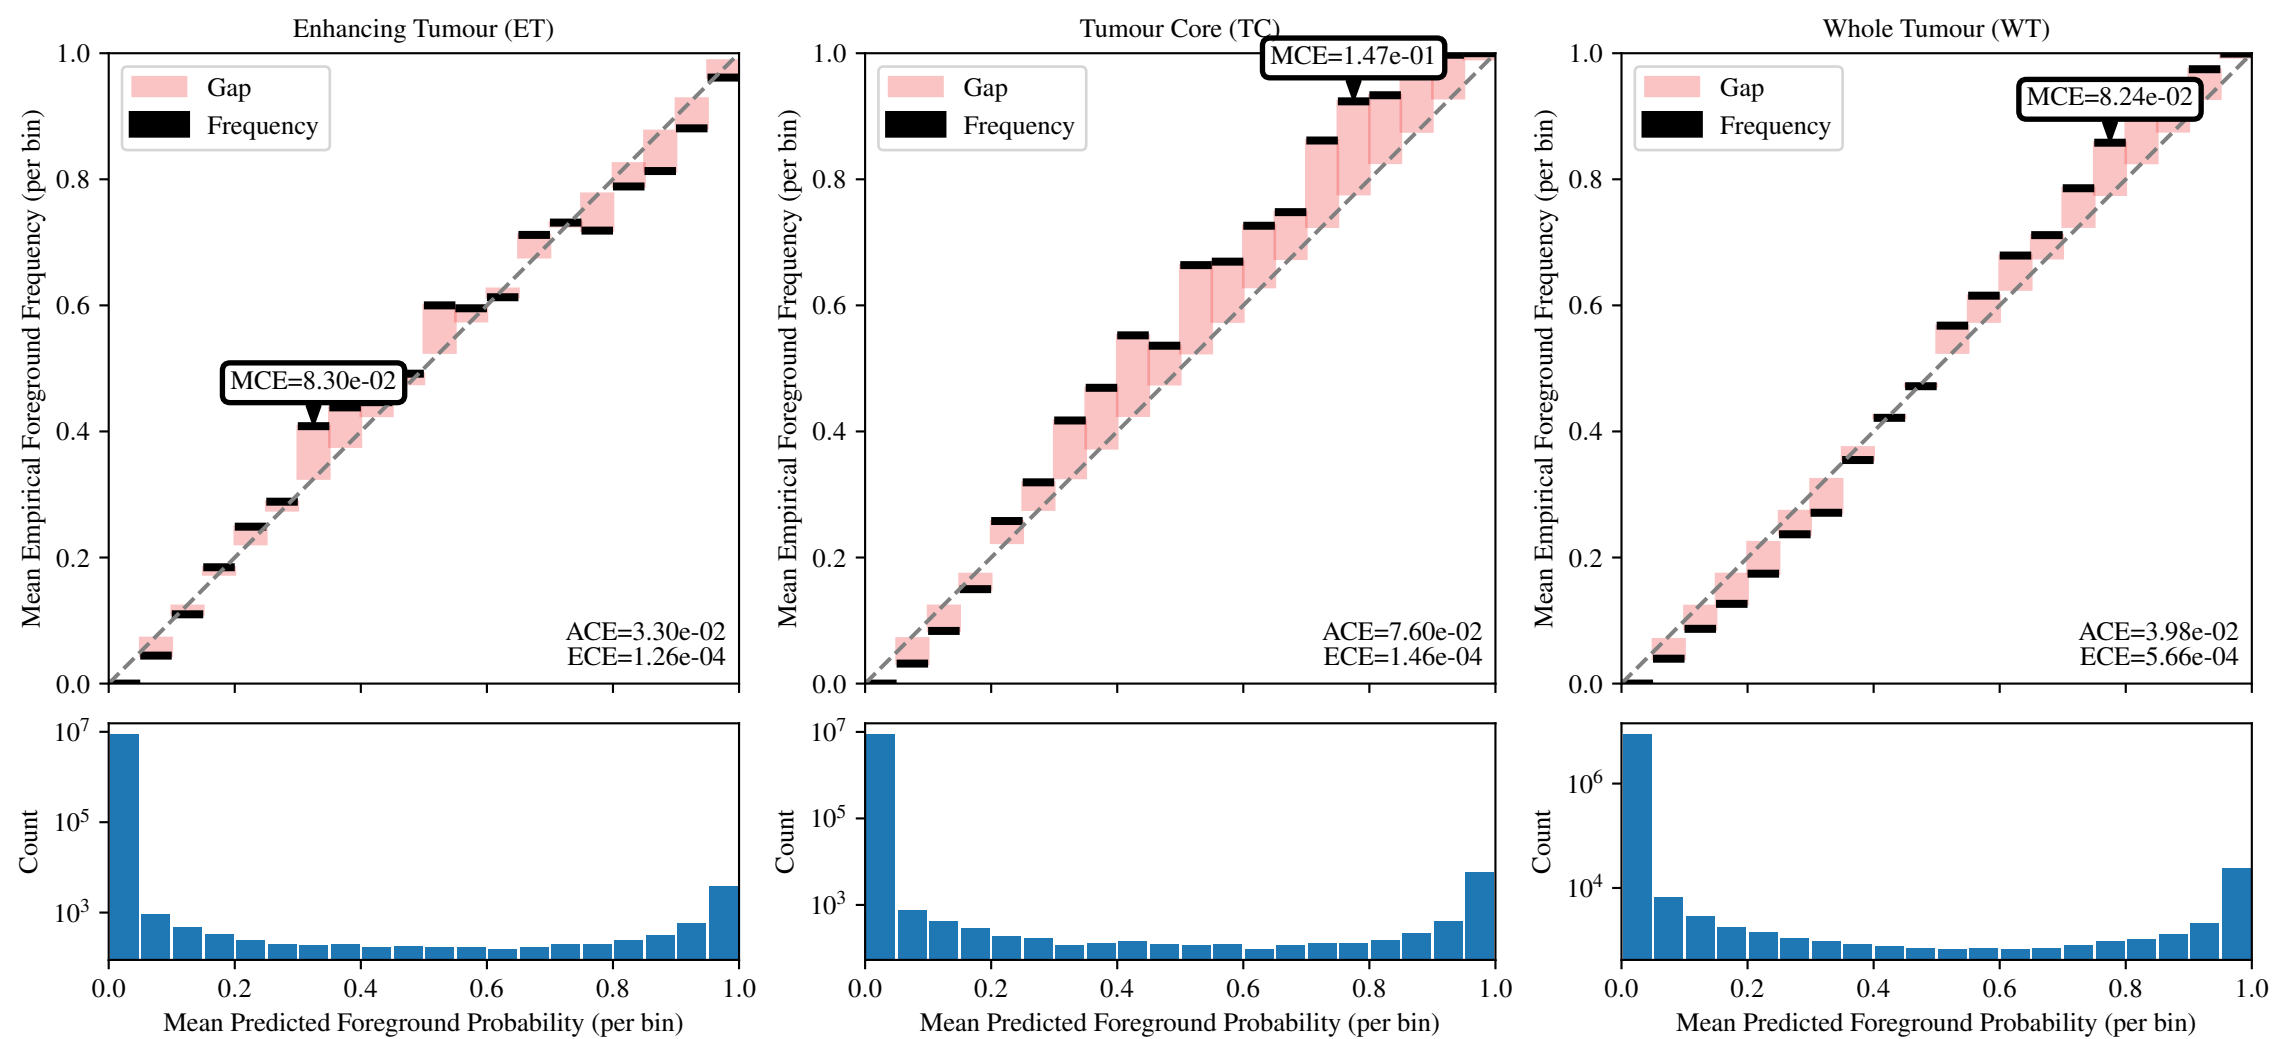 Enhancing Tumour (ET)
Mean Empirical Foreground Frequency (per bin)
1.0
0.8
0.6
0.4
0.2
0.0
Gap
Frequency
MCE=8.30e-02
ACE=3.30e-02
ECE=1.26e-04
Count
10^7
10^5
10^3
0.0 0.2 0.4 0.6 0.8 1.0
Mean Predicted Foreground Probability (per bin)
Tumour Core (TC)
Mean Empirical Foreground Frequency (per bin)
1.0
0.8
0.6
0.4
0.2
0.0
Gap
Frequency
MCE=1.47e-01
ACE=7.60e-02
ECE=1.46e-04
Count
10^7
10^5
10^3
0.0 0.2 0.4 0.6 0.8 1.0
Mean Predicted Foreground Probability (per bin)
Whole Tumour (WT)
Mean Empirical Foreground Frequency (per bin)
1.0
0.8
0.6
0.4
0.2
0.0
Gap
Frequency
MCE=8.24e-02
ACE=3.98e-02
ECE=5.66e-04
Count
10^6
10^4
0.0 0.2 0.4 0.6 0.8 1.0
Mean Predicted Foreground Probability (per bin)